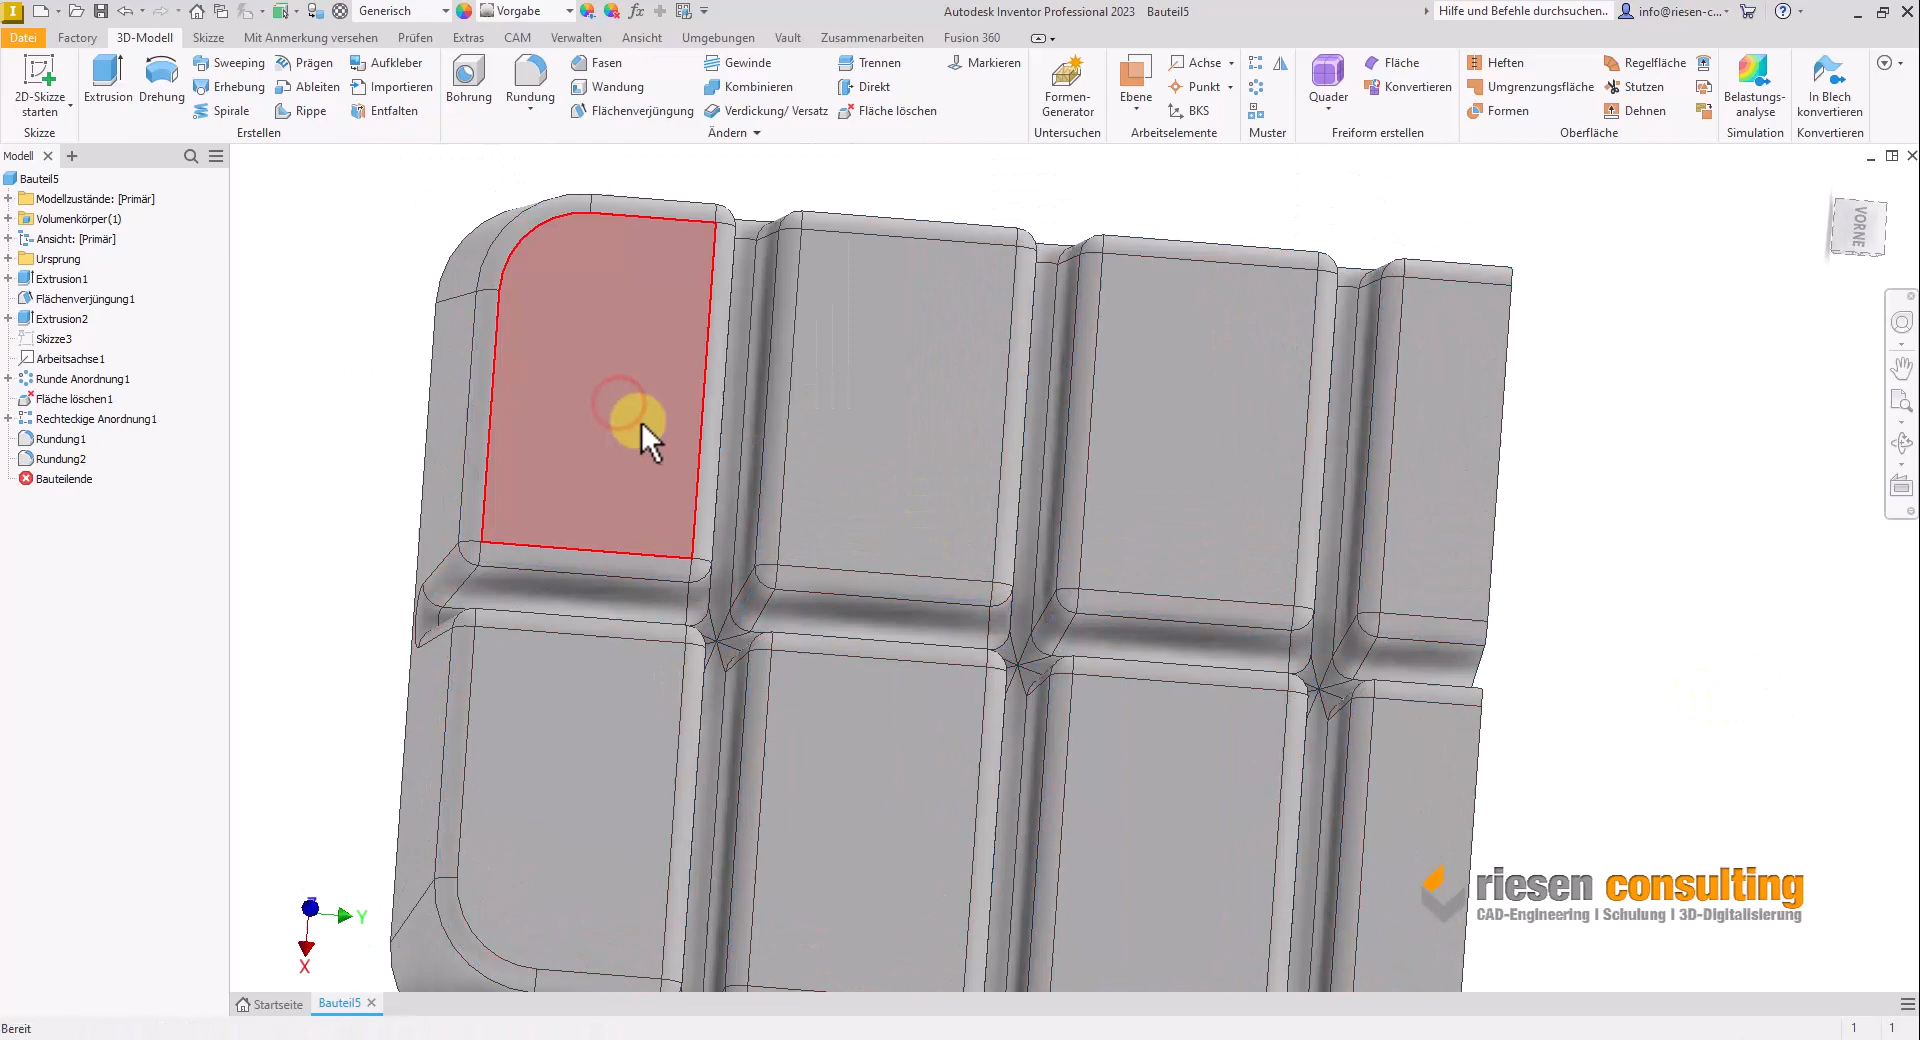 Generisch
Vorgabe
fx
Autodesk Inventor Professional 2023 Bauteil5
Hilfe und Befehle durchsuchen..
info@riesen-c...
Datei
Factory
3D-Modell
Skizze
Mit Anmerkung versehen
Prüfen
Extras
CAM
Verwalten
Ansicht
Umgebungen
Vault
Zusammenarbeiten
Fusion 360
2D-Skizze
starten
Skizze
Extrusion
Drehung
Sweeping
Erhebung
Spirale
Prägen
Ableiten
Rippe
Aufkleber
Importieren
Entfalten
Erstellen
Bohrung
Rundung
Fasen
Wandung
Flächenverjüngung
Gewinde
Kombinieren
Verdickung/ Versatz
Trennen
Direkt
Fläche löschen
Ändern
Markieren
Formen-
Generator
Untersuchen
Ebene
Achse
Punkt
BKS
Arbeitselemente
Muster
Quader
Fläche
Konvertieren
Freiform erstellen
Heften
Umgrenzungsfläche
Formen
Regelfläche
Stutzen
Dehnen
Oberfläche
Belastungs-
analyse
Simulation
In Blech
konvertieren
Konvertieren
Modell
Bauteil5
Modellzustände: [Primär]
Volumenkörper(1)
Ansicht: [Primär]
Ursprung
Extrusion1
Flächenverjüngung1
Extrusion2
Skizze3
Arbeitsachse1
Runde Anordnung1
Fläche löschen1
Rechteckige Anordnung1
Rundung1
Rundung2
Bauteilende
VORNE
Z
Y
X
riesen consulting
CAD-Engineering I Schulung I 3D-Digitalisierung
Startseite
Bauteil5
Bereit
1
1